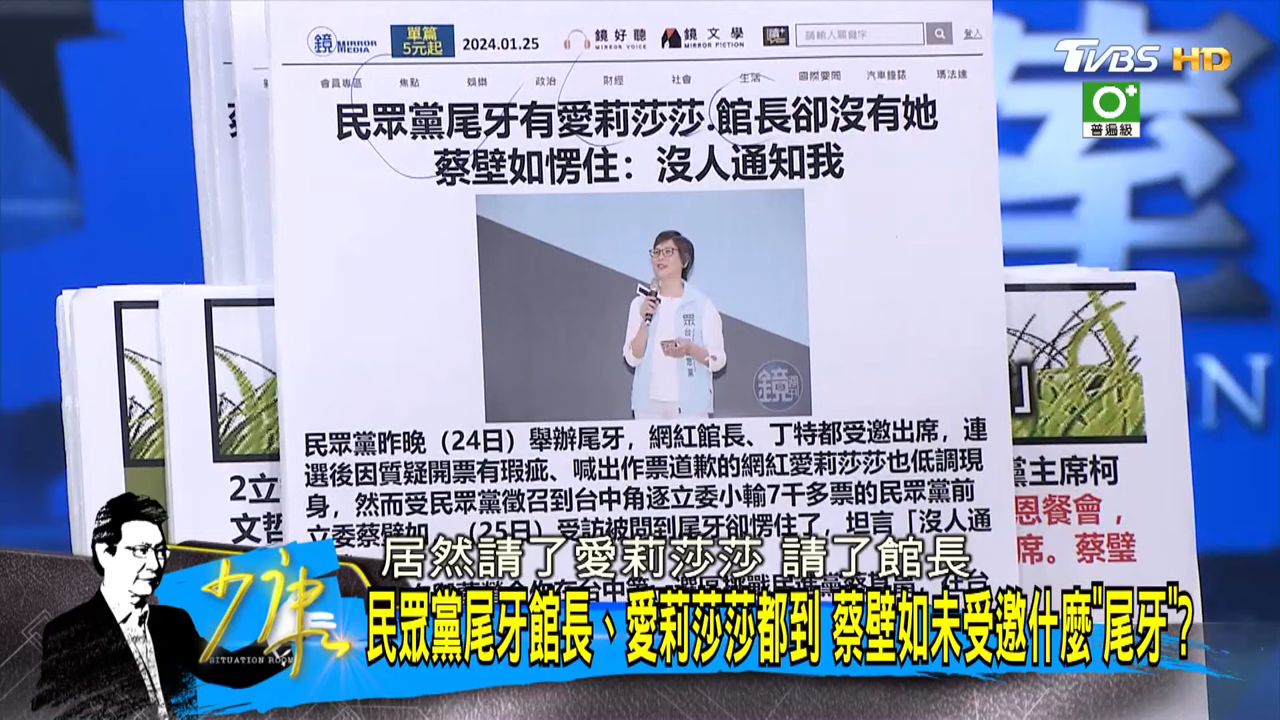 鏡 MIRROR MEDIA
單篇
5元起
2024.01.25
鏡好聽
MIRROR VOICE
鏡文學
MIRROR FICTION
請輸入關鍵字
登入
TVBS HD
普遍級
會員專區 焦點 娛樂 政治 財經 社會 生活 國際要聞 汽車鐘錶 瑪法達
民眾黨尾牙有愛莉莎莎.館長卻沒有她
蔡壁如愣住：沒人通知我
眾
鏡週刊
民眾黨昨晚（24日）舉辦尾牙，網紅館長、丁特都受邀出席，連
選後因質疑開票有瑕疵、喊出作票道歉的網紅愛莉莎莎也低調現
身，然而受民眾黨徵召到台中角逐立委小輸7千多票的民眾黨前
立委蔡壁如，（25日）受訪被問到尾牙卻愣住了，坦言「沒人通
2立
文哲
黨主席柯
恩餐會，
席。蔡璧
居然請了愛莉莎莎 請了館長
少康
SITUATION ROOM
民眾黨尾牙館長、愛莉莎莎都到 蔡壁如未受邀什麼"尾牙"?